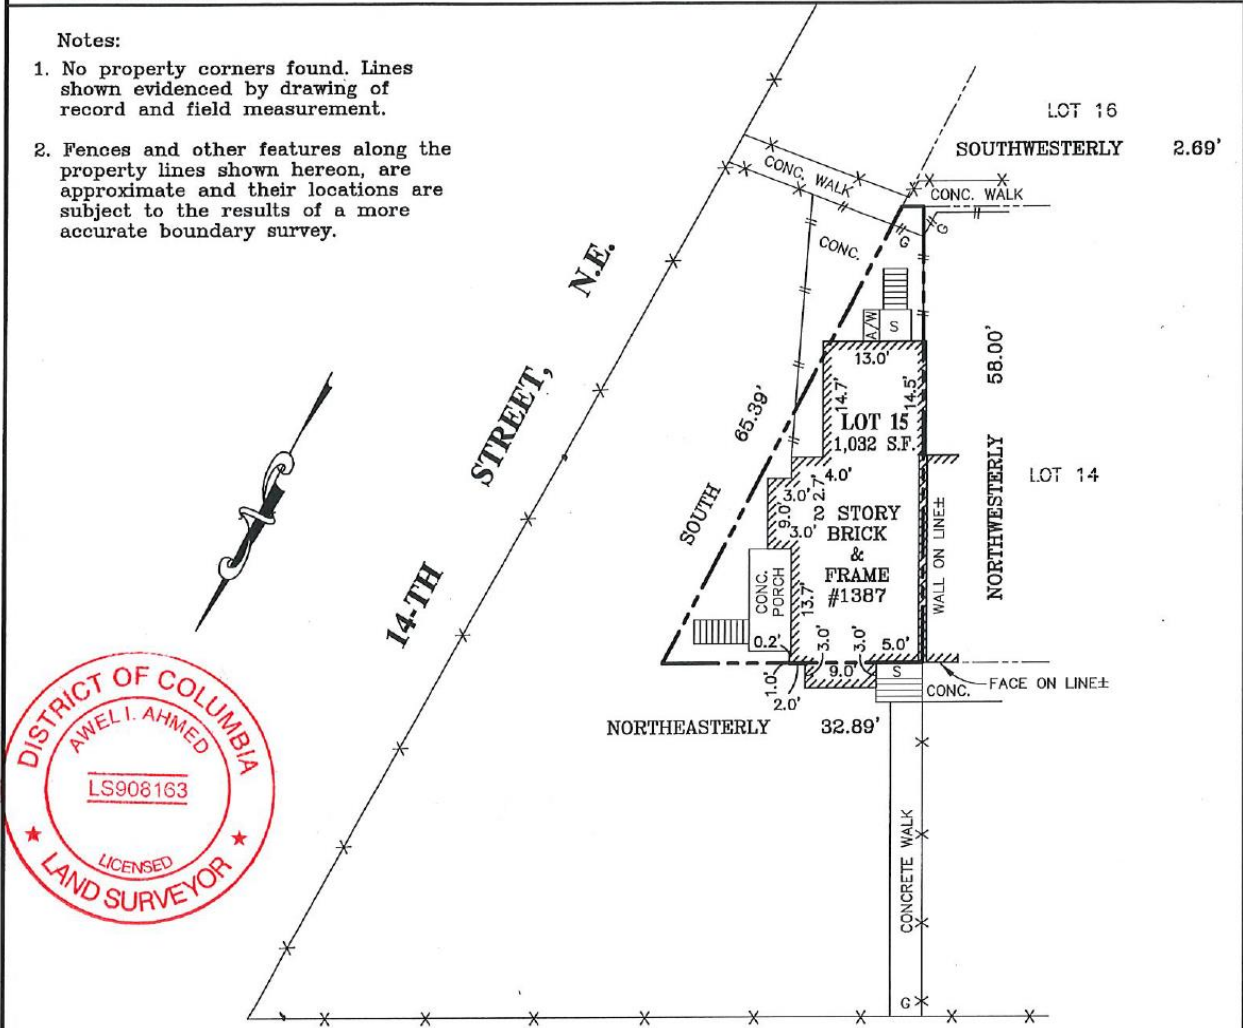 Notes:
1. No property corners found. Lines
shown evidenced by drawing of
record and field measurement.
2. Fences and other features along the
property lines shown hereon, are
approximate and their locations are
subject to the results of a more
accurate boundary survey.
LOT 16
SOUTHWESTERLY 2.69'
CONC. WALK
CONC. WALK
G
G
CONC.
N.E.
STREET,
14-TH
A/W
S
13.0'
14.7'
14.5'
58.00'
65.39'
LOT 15
1,032 S.F.
SOUTH
NORTHWESTERLY
LOT 14
4.0'
2.7'
3.0'
9.0'
3.0'
2 STORY
BRICK
&
FRAME
#1387
WALL ON LINE±
CONC.
PORCH
13.7'
0.2'
3.0'
3.0'
5.0'
9.0'
S
1.0'
2.0'
CONC.
FACE ON LINE±
NORTHEASTERLY 32.89'
CONCRETE WALK
G
DISTRICT OF COLUMBIA
AWEL I. AHMED
LS908163
LICENSED
LAND SURVEYOR